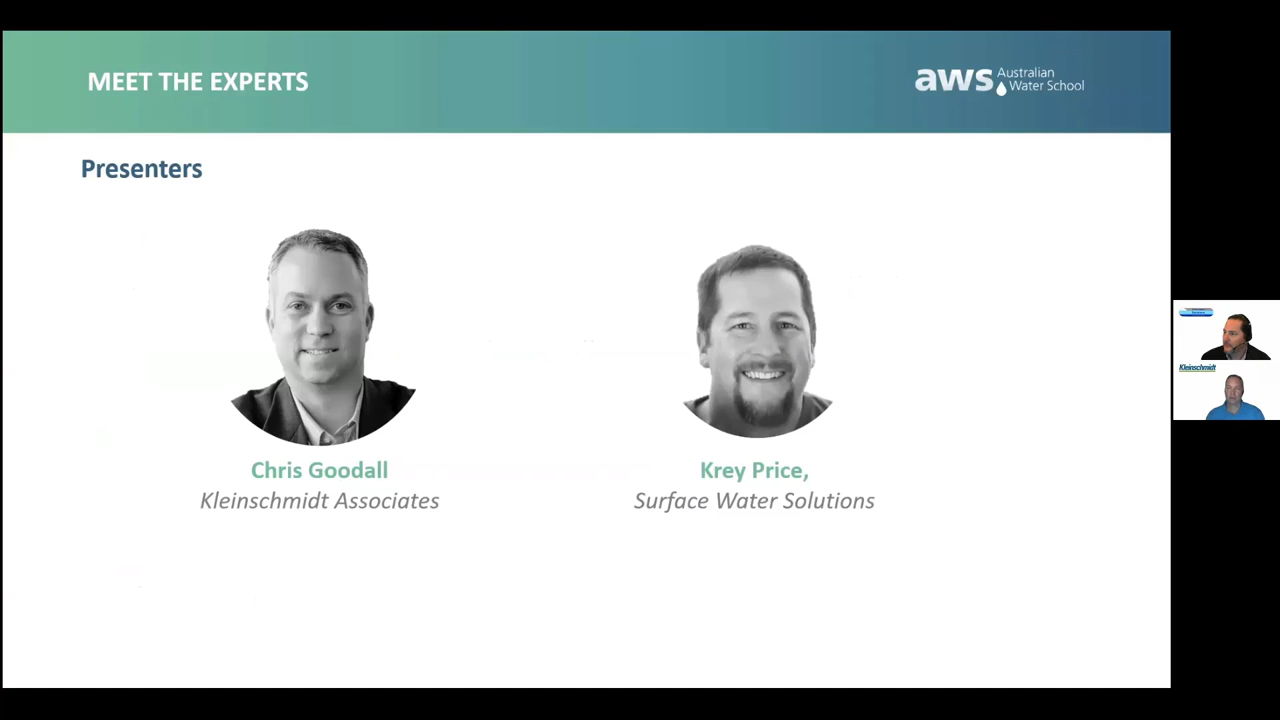 MEET THE EXPERTS
aws Australian
Water School
Presenters
Chris Goodall
Kleinschmidt Associates
Krey Price,
Surface Water Solutions
Kleinschmidt